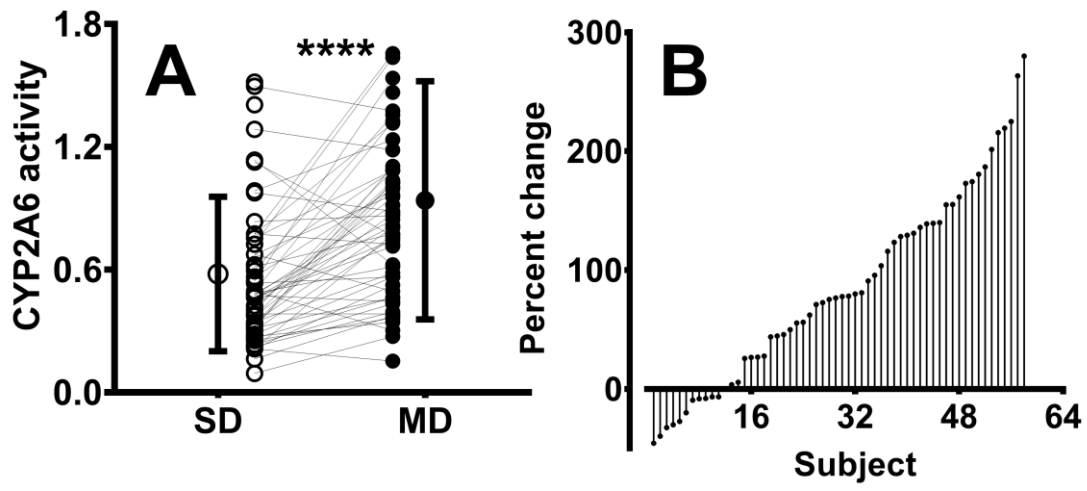 A
****
CYP2A6 activity
1.8
1.2
0.6
0.0
SD
MD
B
Percent change
300
200
100
0
16
32
48
64
Subject